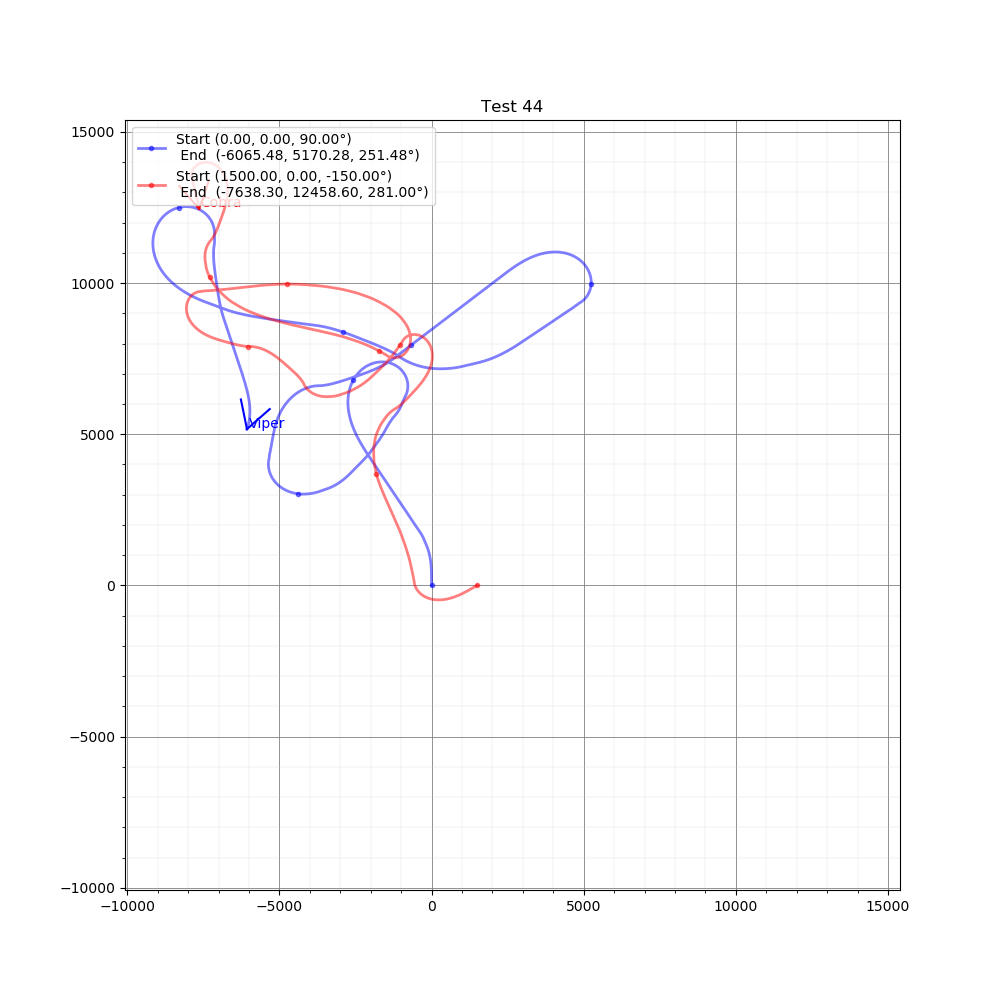 Test 44
Start (0.00, 0.00, 90.00°)
End (-6065.48, 5170.28, 251.48°)
Start (1500.00, 0.00, -150.00°)
End (-7638.30, 12458.60, 281.00°)
Cobra
Viper
15000
10000
5000
0
−5000
−10000
−10000
−5000
0
5000
10000
15000